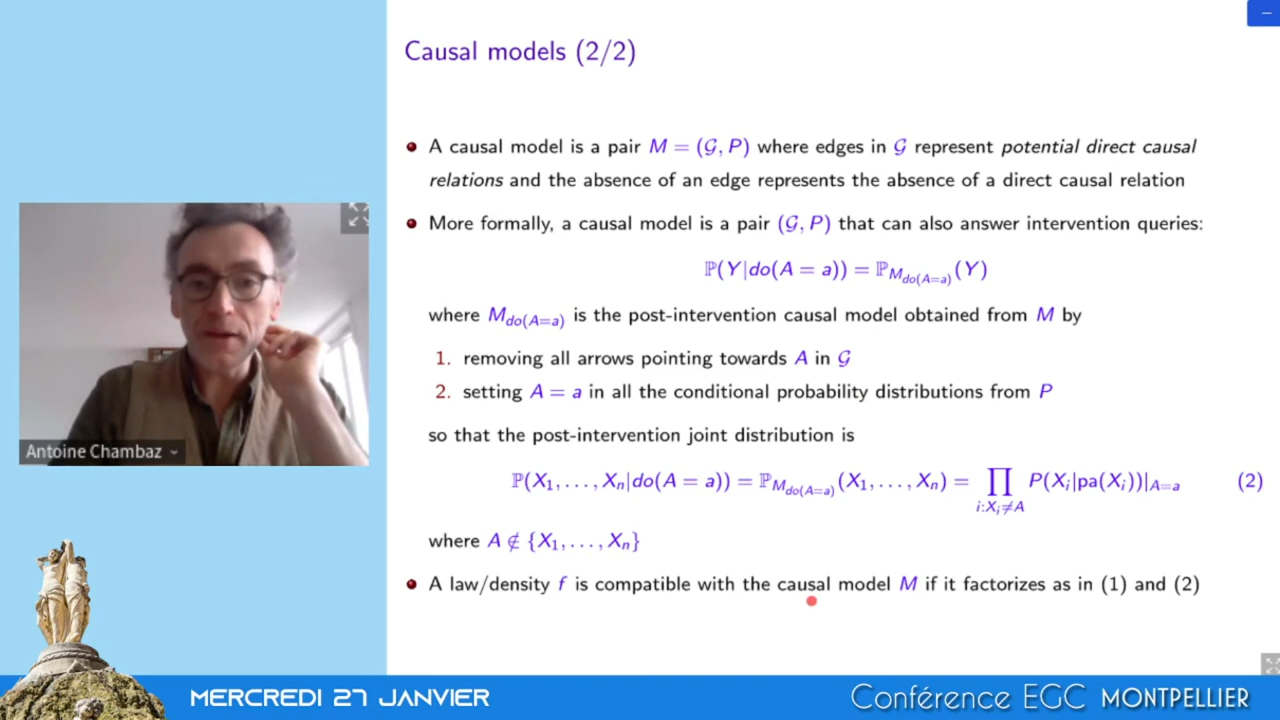 Causal models (2/2)
A causal model is a pair M = (𝒢, P) where edges in 𝒢 represent potential direct causal
relations and the absence of an edge represents the absence of a direct causal relation
More formally, a causal model is a pair (𝒢, P) that can also answer intervention queries:
ℙ(Y|do(A = a)) = ℙ_{M_{do(A=a)}}(Y)
where M_{do(A=a)} is the post-intervention causal model obtained from M by
1. removing all arrows pointing towards A in 𝒢
2. setting A = a in all the conditional probability distributions from P
so that the post-intervention joint distribution is
ℙ(X₁, . . . , Xₙ|do(A = a)) = ℙ_{M_{do(A=a)}}(X₁, . . . , Xₙ) = ∏_{i:X_i≠A} P(X_i|pa(X_i))|_{A=a} (2)
where A ∉ {X₁, . . . , Xₙ}
A law/density f is compatible with the causal model M if it factorizes as in (1) and (2)
Antoine Chambaz
MERCREDI 27 JANVIER
Conférence EGC MONTPELLIER